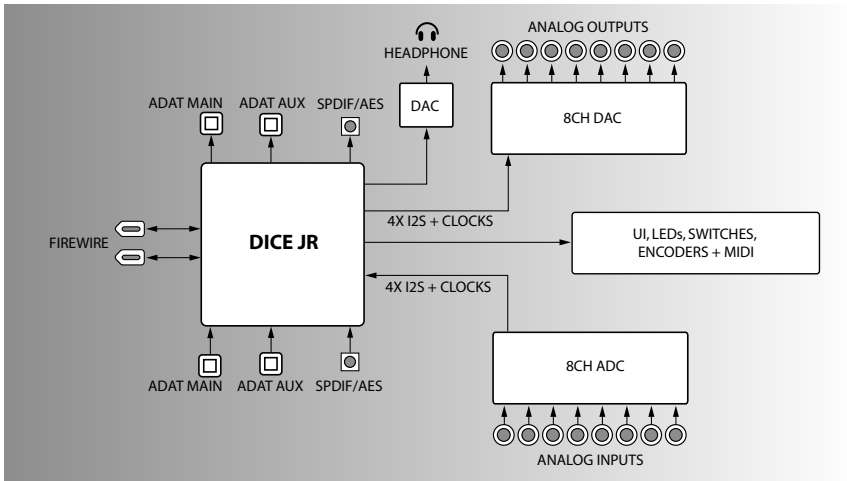 ANALOG OUTPUTS
HEADPHONE
ADAT MAIN
ADAT AUX
SPDIF/AES
DAC
8CH DAC
4X I2S + CLOCKS
FIREWIRE
DICE JR
UI, LEDs, SWITCHES,
ENCODERS + MIDI
4X I2S + CLOCKS
8CH ADC
ADAT MAIN
ADAT AUX
SPDIF/AES
ANALOG INPUTS